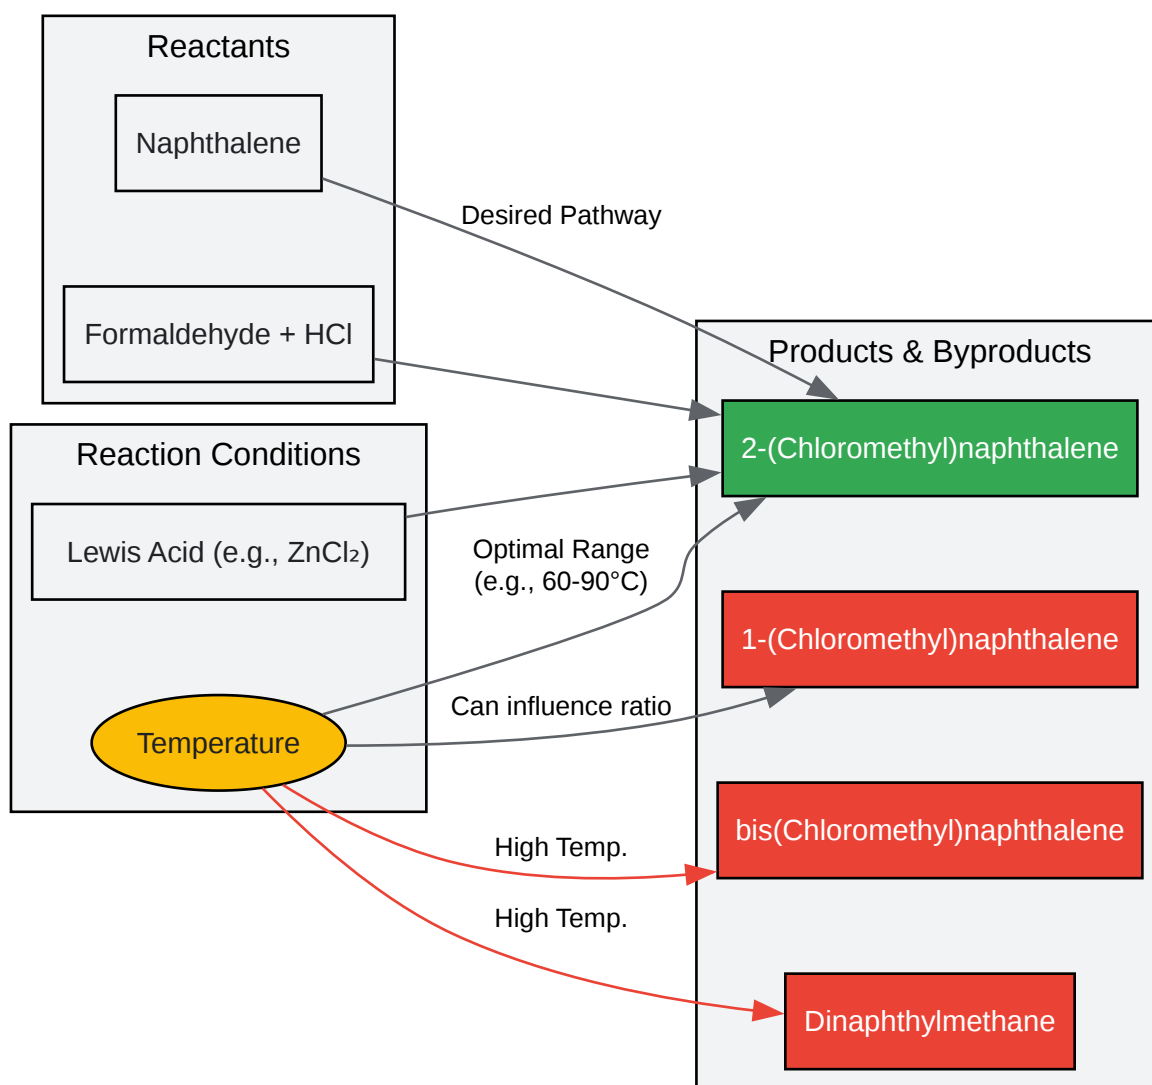 Reactants
Naphthalene
Desired Pathway
Formaldehyde + HCl
Products & Byproducts
2-(Chloromethyl)naphthalene
Reaction Conditions
Lewis Acid (e.g., ZnCl₂)
Optimal Range
(e.g., 60-90°C)
1-(Chloromethyl)naphthalene
Can influence ratio
Temperature
bis(Chloromethyl)naphthalene
High Temp.
High Temp.
Dinaphthylmethane